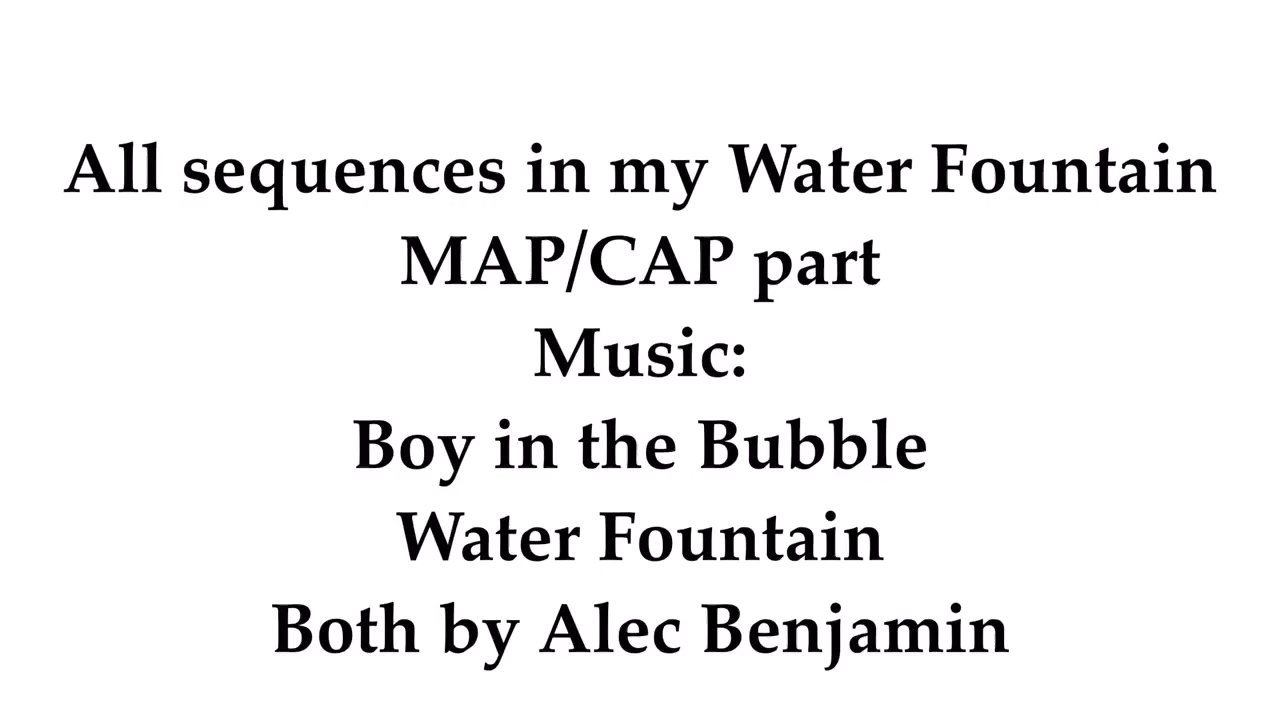 All sequences in my Water Fountain
MAP/CAP part
Music:
Boy in the Bubble
Water Fountain
Both by Alec Benjamin